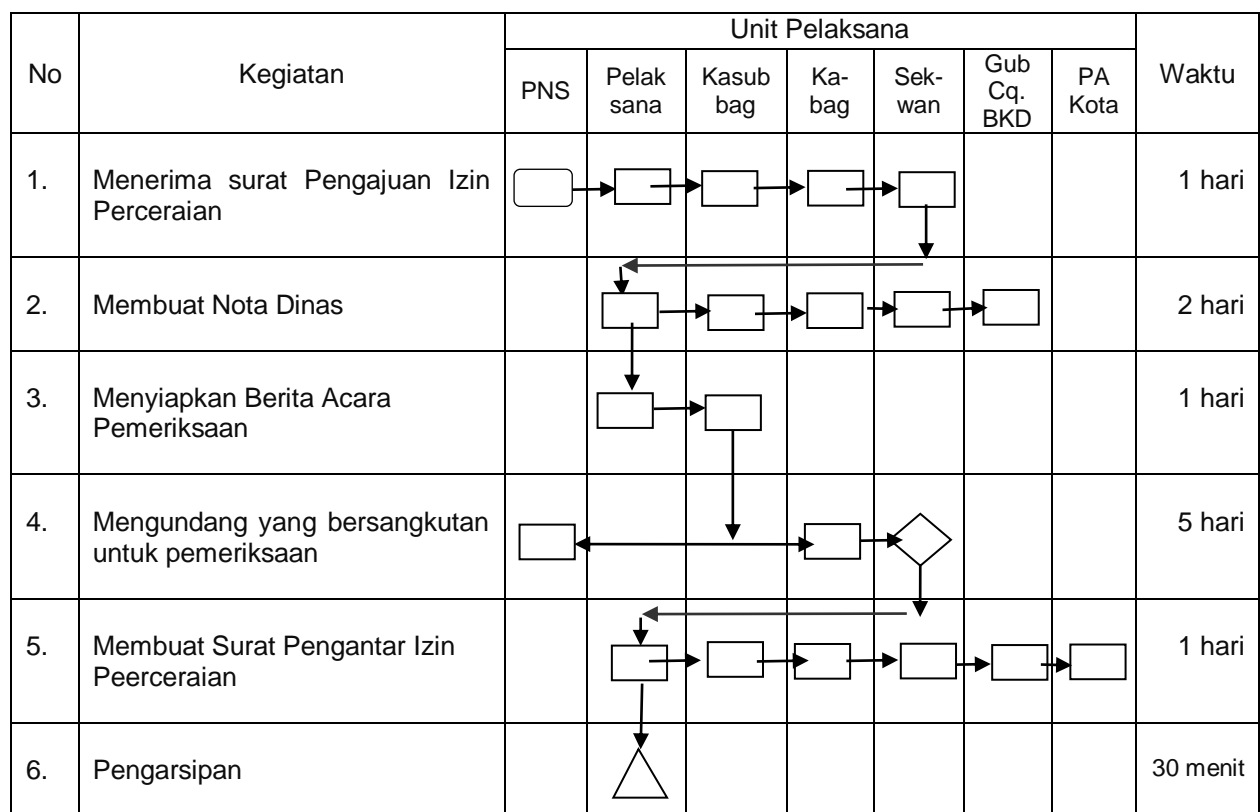 No
Kegiatan
Unit Pelaksana
Waktu
PNS
Pelak
sana
Kasub
bag
Ka-
bag
Sek-
wan
Gub
Cq.
BKD
PA
Kota
1.
Menerima surat Pengajuan Izin
Perceraian
1 hari
2.
Membuat Nota Dinas
2 hari
3.
Menyiapkan Berita Acara
Pemeriksaan
1 hari
4.
Mengundang yang bersangkutan
untuk pemeriksaan
5 hari
5.
Membuat Surat Pengantar Izin
Peerceraian
1 hari
6.
Pengarsipan
30 menit